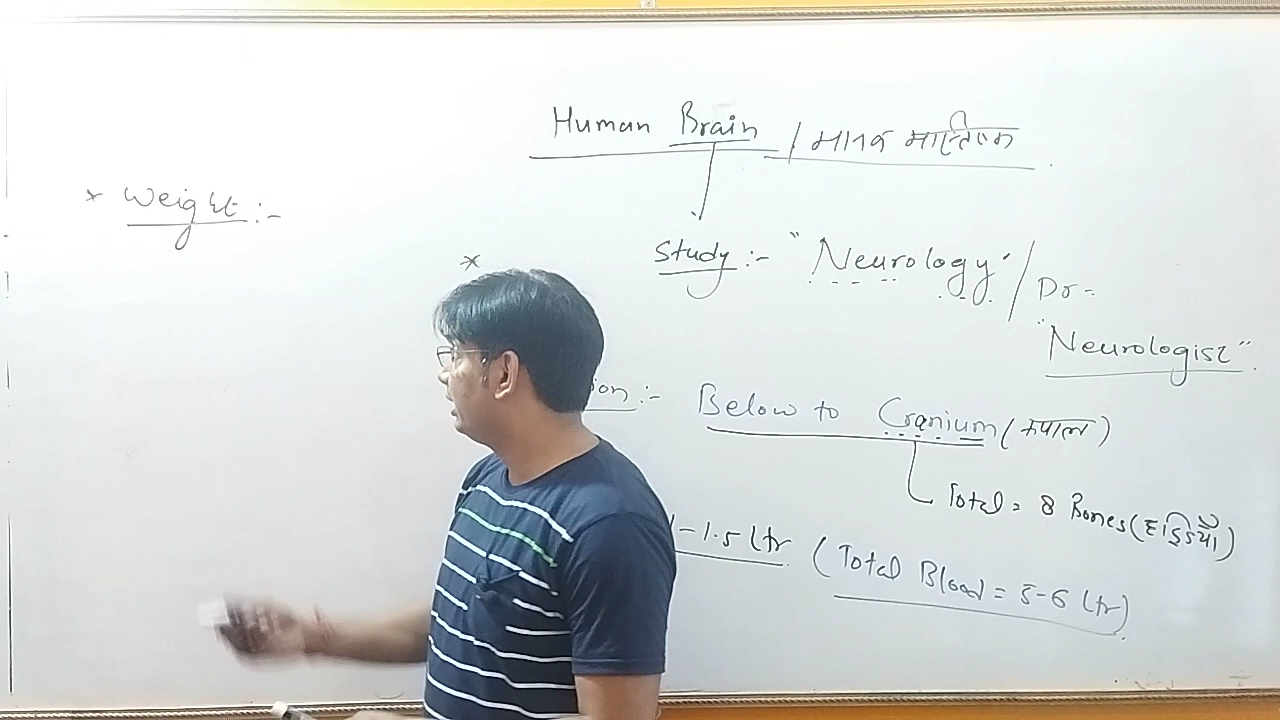 Human Brain / मानव मस्तिष्क
* Weight :-
Study :- "Neurology" / Dr-
"Neurologist"
*
ion :- Below to Cranium (कपाल)
Total = 8 Bones (हड्डियाँ)
1 - 1.5 Ltr (Total Blood = 5-6 Ltr)